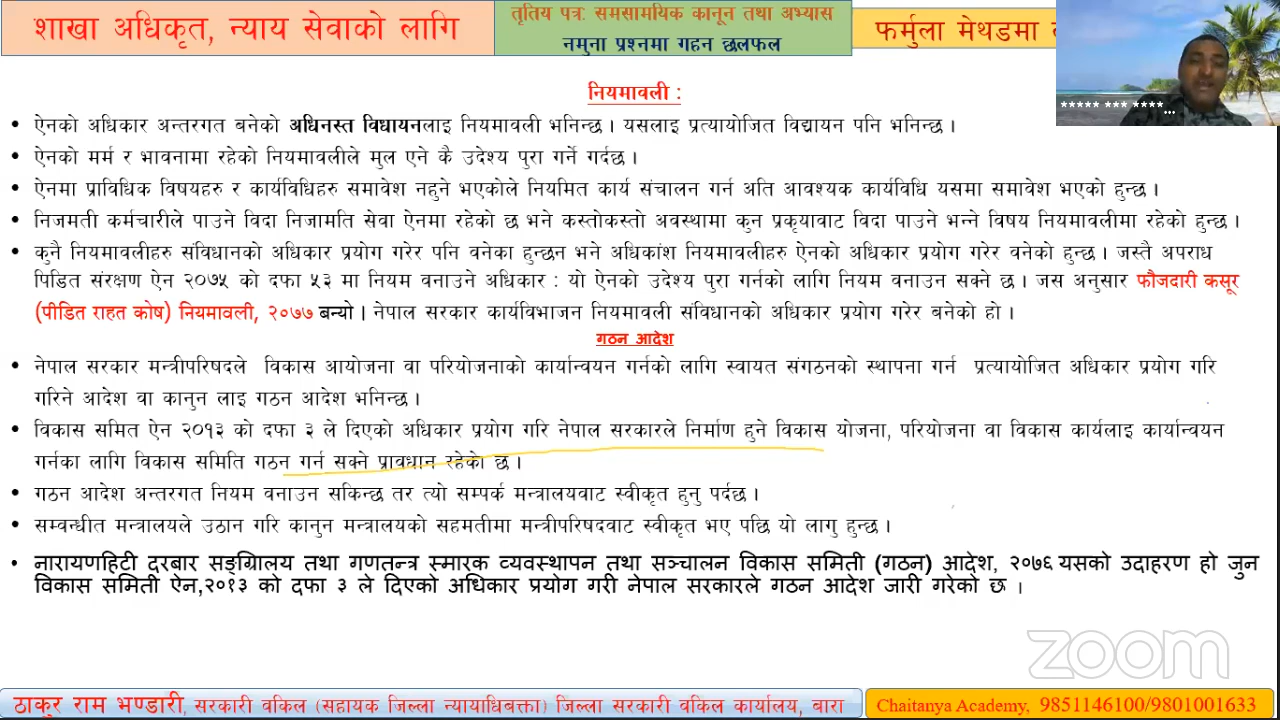 शाखा अधिकृत, न्याय सेवाको लागि
तृतिय पत्र: समसामयिक कानून तथा अभ्यास
नमुना प्रश्नमा गहन छलफल
फर्मुला मेथडमा
***** *** ****...
नियमावली :
• ऐनको अधिकार अन्तरगत बनेको अधिनस्त विधायनलाइ नियमावली भनिन्छ । यसलाइ प्रत्यायोजित विद्यायन पनि भनिन्छ ।
• ऐनको मर्म र भावनामा रहेको नियमावलीले मुल एने कै उदेश्य पुरा गर्ने गर्दछ ।
• ऐनमा प्राविधिक विषयहरु र कार्यविधिहरु समावेश नहुने भएकोले नियमित कार्य संचालन गर्न अति आवश्यक कार्यविधि यसमा समावेश भएको हुन्छ ।
• निजमती कर्मचारीले पाउने विदा निजामति सेवा ऐनमा रहेको छ भने कस्तोकस्तो अवस्थामा कुन प्रकृयावाट विदा पाउने भन्ने विषय नियमावलीमा रहेको हुन्छ ।
• कुनै नियमावलीहरु संविधानको अधिकार प्रयोग गरेर पनि वनेका हुन्छन भने अधिकांश नियमावलीहरु ऐनको अधिकार प्रयोग गरेर वनेको हुन्छ । जस्तै अपराध
पिडित संरक्षण ऐन २०७५ को दफा ५३ मा नियम वनाउने अधिकार : यो ऐनको उदेश्य पुरा गर्नको लागि नियम वनाउन सक्ने छ । जस अनुसार फौजदारी कसूर
(पीडित राहत कोष) नियमावली, २०७७ बन्यो । नेपाल सरकार कार्यविभाजन नियमावली संविधानको अधिकार प्रयोग गरेर बनेको हो ।
गठन आदेश
• नेपाल सरकार मन्त्रीपरिषदले विकास आयोजना वा परियोजनाको कार्यान्वयन गर्नको लागि स्वायत संगठनको स्थापना गर्न प्रत्यायोजित अधिकार प्रयोग गरि
गरिने आदेश वा कानुन लाइ गठन आदेश भनिन्छ ।
• विकास समित ऐन २०१३ को दफा ३ ले दिएको अधिकार प्रयोग गरि नेपाल सरकारले निर्माण हुने विकास योजना, परियोजना वा विकास कार्यलाइ कार्यान्वयन
गर्नका लागि विकास समिति गठन गर्न सक्ने प्रावधान रहेको छ ।
• गठन आदेश अन्तरगत नियम वनाउन सकिन्छ तर त्यो सम्पर्क मन्त्रालयवाट स्वीकृत हुनु पर्दछ ।
• सम्वन्धीत मन्त्रालयले उठान गरि कानुन मन्त्रालयको सहमतीमा मन्त्रीपरिषदवाट स्वीकृत भए पछि यो लागु हुन्छ ।
• नारायणहिटी दरबार सङ्ग्रिालय तथा गणतन्त्र स्मारक व्यवस्थापन तथा सञ्चालन विकास समिती (गठन) आदेश, २०७६ यसको उदाहरण हो जुन
विकास समिती ऐन,२०१३ को दफा ३ ले दिएको अधिकार प्रयोग गरी नेपाल सरकारले गठन आदेश जारी गरेको छ ।
zoom
ठाकुर राम भण्डारी, सरकारी वकिल (सहायक जिल्ला न्यायाधिबक्ता) जिल्ला सरकारी वकिल कार्यालय, बारा
Chaitanya Academy, 9851146100/9801001633